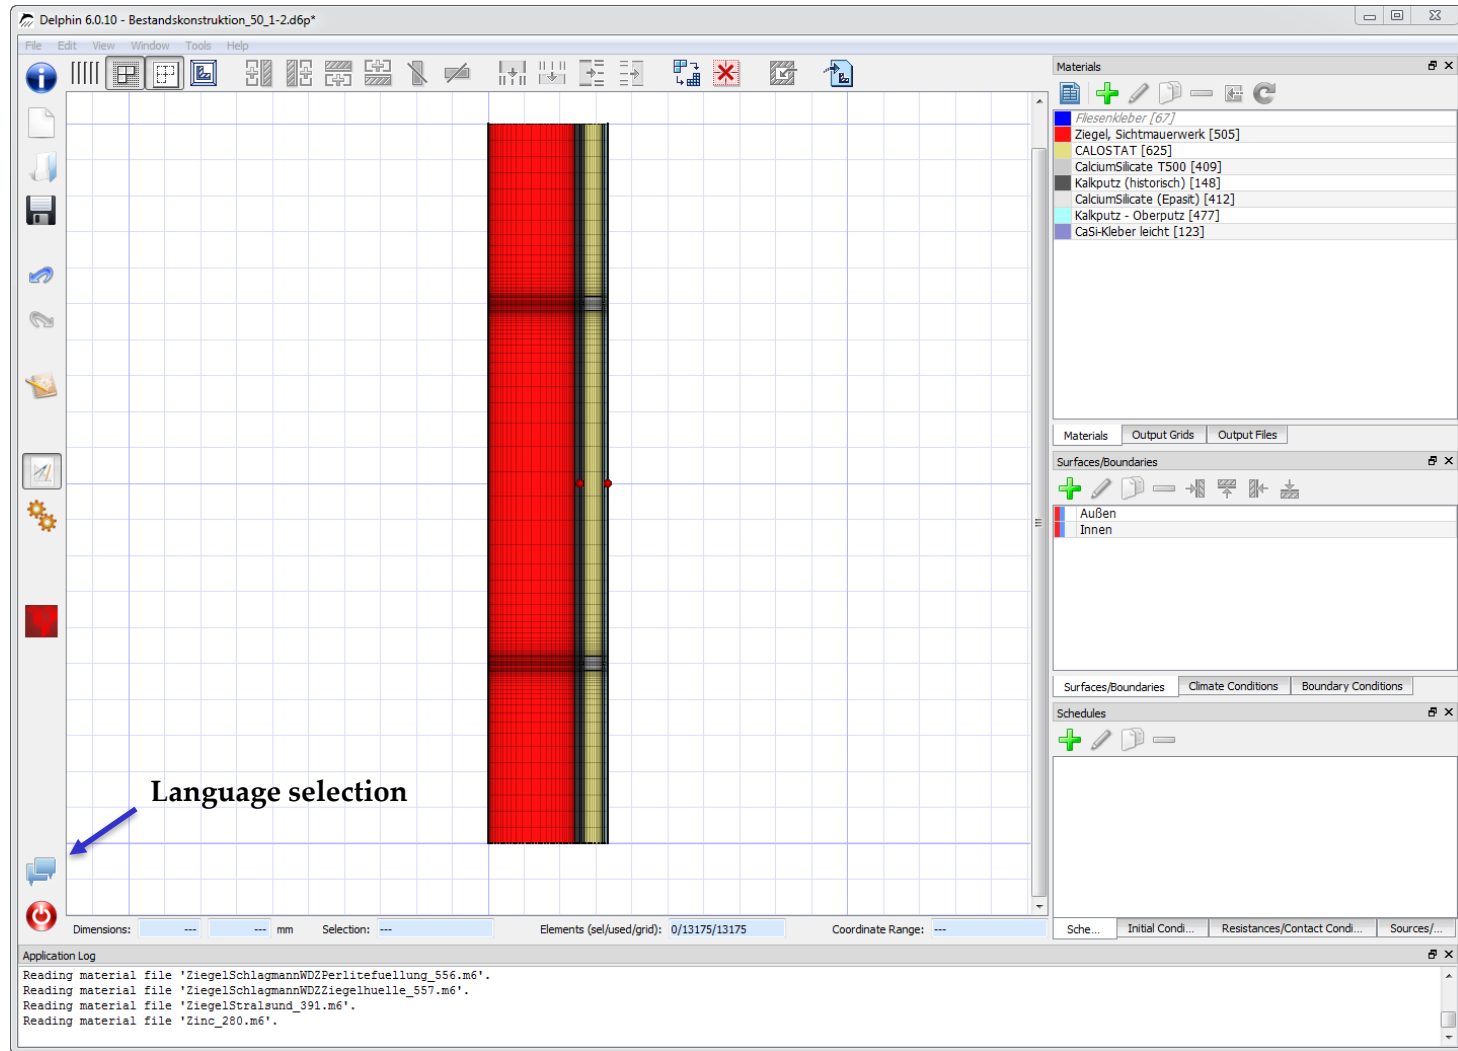 Delphin 6.0.10 - Bestandskonstruktion_50_1-2.d6p*
File Edit View Window Tools Help
Materials
Fliesenkleber [67]
Ziegel, Sichtmauerwerk [505]
CALOSTAT [625]
CalciumSilicate T500 [409]
Kalkputz (historisch) [148]
CalciumSilicate (Epasit) [412]
Kalkputz - Oberputz [477]
CaSi-Kleber leicht [123]
Materials Output Grids Output Files
Surfaces/Boundaries
Außen
Innen
Surfaces/Boundaries Climate Conditions Boundary Conditions
Schedules
Language selection
Dimensions: --- --- mm Selection: --- Elements (sel/used/grid): 0/13175/13175 Coordinate Range: ---
Sche... Initial Condi... Resistances/Contact Condi... Sources/...
Application Log
Reading material file 'ZiegelSchlagmannWDZPerlitefuellung_556.m6'.
Reading material file 'ZiegelSchlagmannWDZZiegelhuelle_557.m6'.
Reading material file 'ZiegelStralsund_391.m6'.
Reading material file 'Zinc_280.m6'.